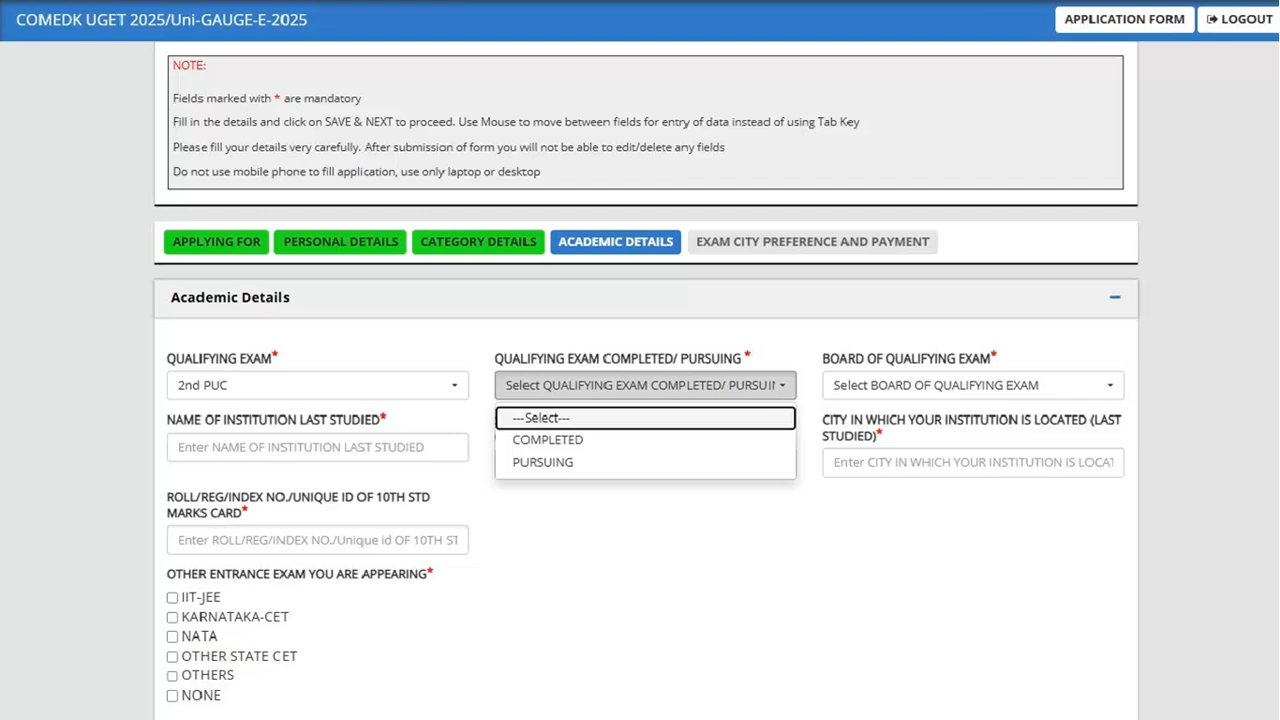 COMEDK UGET 2025/Uni-GAUGE-E-2025
APPLICATION FORM
LOGOUT
NOTE:
Fields marked with * are mandatory
Fill in the details and click on SAVE & NEXT to proceed. Use Mouse to move between fields for entry of data instead of using Tab Key
Please fill your details very carefully. After submission of form you will not be able to edit/delete any fields
Do not use mobile phone to fill application, use only laptop or desktop
APPLYING FOR
PERSONAL DETAILS
CATEGORY DETAILS
ACADEMIC DETAILS
EXAM CITY PREFERENCE AND PAYMENT
Academic Details
QUALIFYING EXAM*
2nd PUC
QUALIFYING EXAM COMPLETED/ PURSUING *
Select QUALIFYING EXAM COMPLETED/ PURSUIN
---Select---
COMPLETED
PURSUING
BOARD OF QUALIFYING EXAM*
Select BOARD OF QUALIFYING EXAM
NAME OF INSTITUTION LAST STUDIED*
Enter NAME OF INSTITUTION LAST STUDIED
CITY IN WHICH YOUR INSTITUTION IS LOCATED (LAST
STUDIED)*
Enter CITY IN WHICH YOUR INSTITUTION IS LOCAT
ROLL/REG/INDEX NO./UNIQUE ID OF 10TH STD
MARKS CARD*
Enter ROLL/REG/INDEX NO./Unique id OF 10TH ST
OTHER ENTRANCE EXAM YOU ARE APPEARING*
IIT-JEE
KARNATAKA-CET
NATA
OTHER STATE CET
OTHERS
NONE